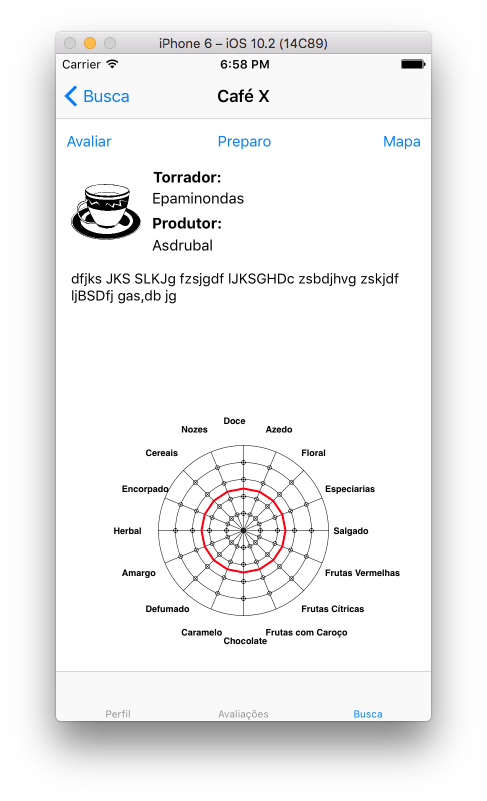 iPhone 6 – iOS 10.2 (14C89)
Carrier 6:58 PM
Busca Café X
Avaliar Preparo Mapa
Torrador:
Epaminondas
Produtor:
Asdrubal
dfjks JKS SLKJg fzsjgdf lJKSGHDc zsbdjhvg zskjdf
ljBSDfj gas,db jg
Doce
Nozes Azedo
Cereais Floral
Encorpado Especiarias
Herbal Salgado
Amargo Frutas Vermelhas
Defumado Frutas Cítricas
Caramelo Frutas com Caroço
Chocolate
Perfil Avaliações Busca